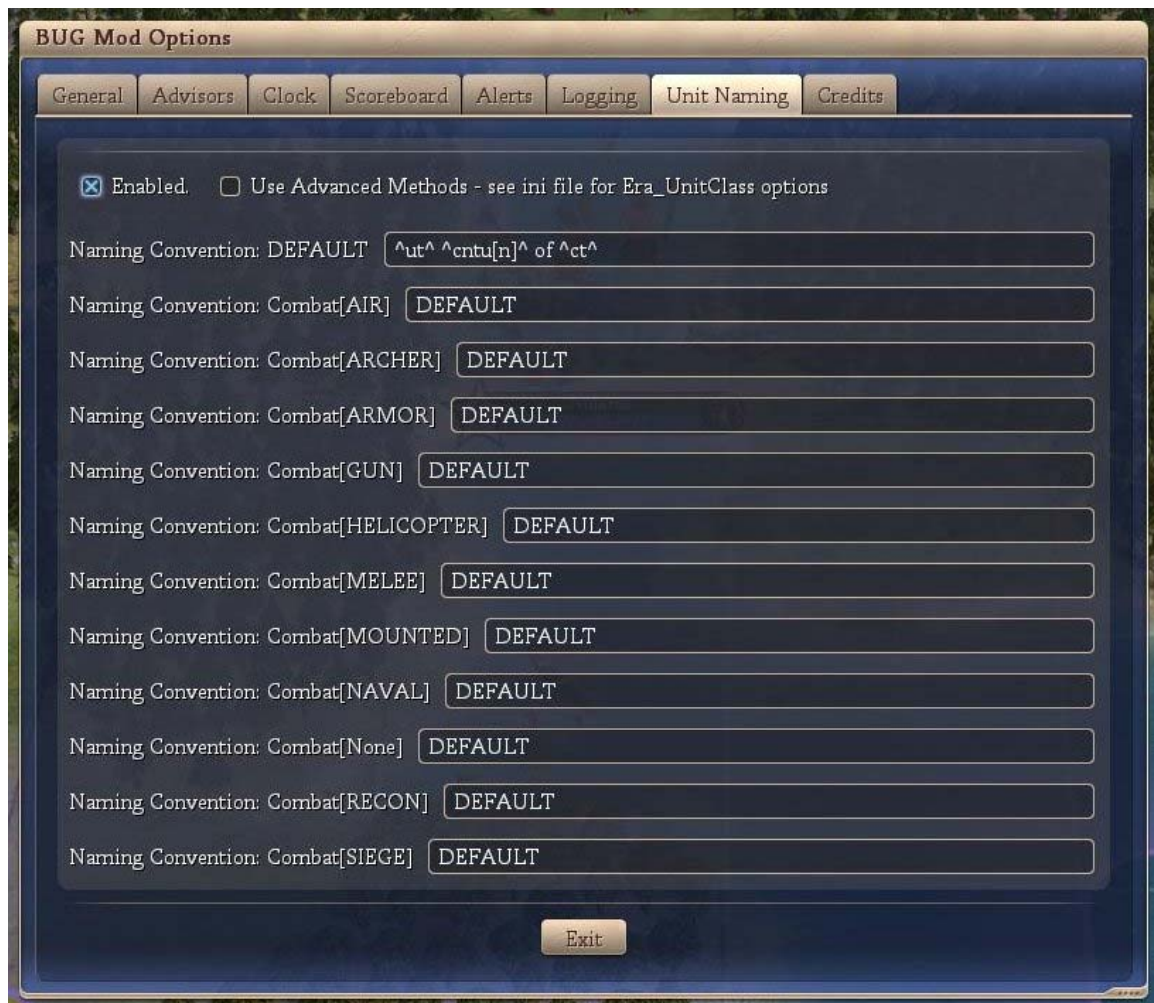 BUG Mod Options
General Advisors Clock Scoreboard Alerts Logging Unit Naming Credits
Enabled. Use Advanced Methods - see ini file for Era_UnitClass options
Naming Convention: DEFAULT ^ut^ ^cntu[n]^ of ^ct^
Naming Convention: Combat[AIR] DEFAULT
Naming Convention: Combat[ARCHER] DEFAULT
Naming Convention: Combat[ARMOR] DEFAULT
Naming Convention: Combat[GUN] DEFAULT
Naming Convention: Combat[HELICOPTER] DEFAULT
Naming Convention: Combat[MELEE] DEFAULT
Naming Convention: Combat[MOUNTED] DEFAULT
Naming Convention: Combat[NAVAL] DEFAULT
Naming Convention: Combat[None] DEFAULT
Naming Convention: Combat[RECON] DEFAULT
Naming Convention: Combat[SIEGE] DEFAULT
Exit